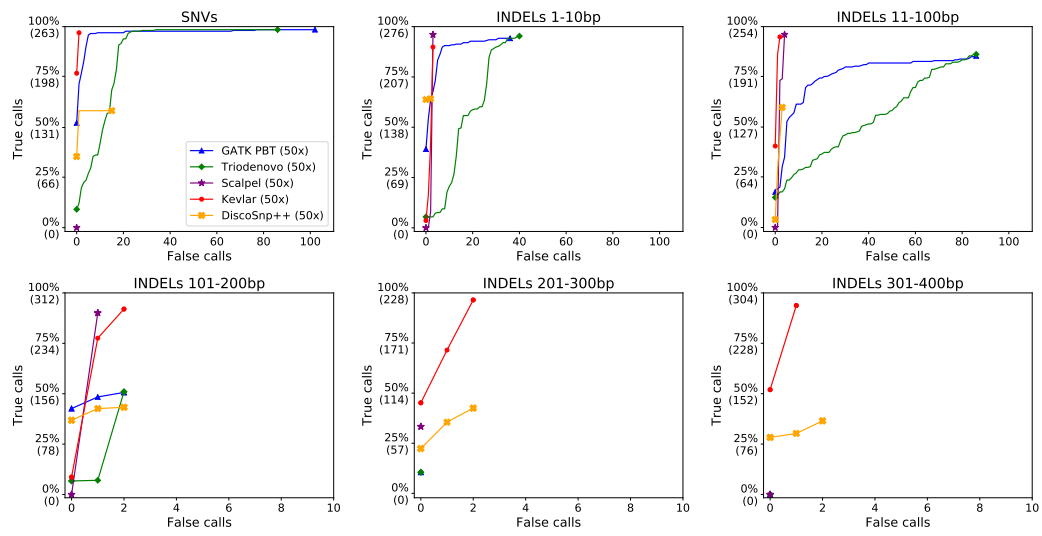 SNVs
100%
(263)
75%
(198)
50%
(131)
25%
(66)
0%
(0)
True calls
0 20 40 60 80 100
False calls
GATK PBT (50x)
Triodenovo (50x)
Scalpel (50x)
Kevlar (50x)
DiscoSnp++ (50x)
INDELs 1-10bp
100%
(276)
75%
(207)
50%
(138)
25%
(69)
0%
(0)
True calls
0 20 40 60 80 100
False calls
INDELs 11-100bp
100%
(254)
75%
(191)
50%
(127)
25%
(64)
0%
(0)
True calls
0 20 40 60 80 100
False calls
INDELs 101-200bp
100%
(312)
75%
(234)
50%
(156)
25%
(78)
0%
(0)
True calls
0 2 4 6 8 10
False calls
INDELs 201-300bp
100%
(228)
75%
(171)
50%
(114)
25%
(57)
0%
(0)
True calls
0 2 4 6 8 10
False calls
INDELs 301-400bp
100%
(304)
75%
(228)
50%
(152)
25%
(76)
0%
(0)
True calls
0 2 4 6 8 10
False calls